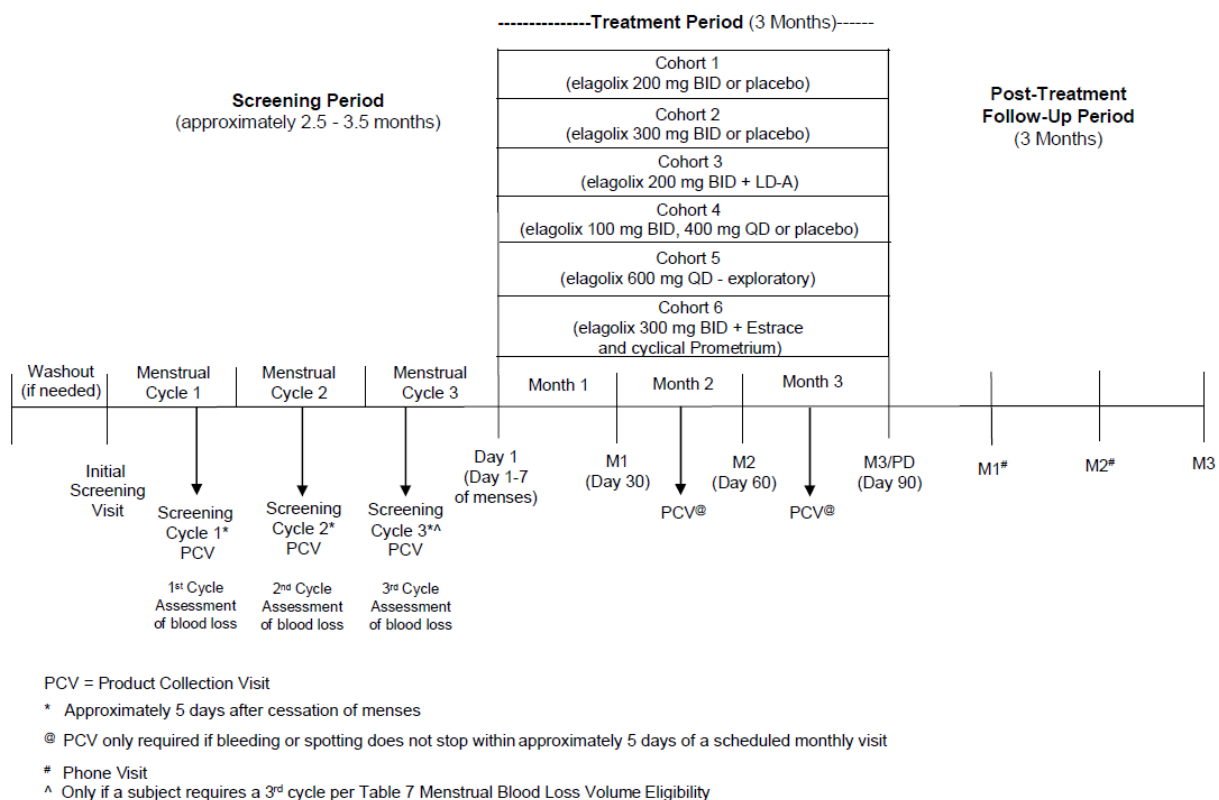 ---------------Treatment Period (3 Months)------
Cohort 1
(elagolix 200 mg BID or placebo)
Cohort 2
(elagolix 300 mg BID or placebo)
Cohort 3
(elagolix 200 mg BID + LD-A)
Cohort 4
(elagolix 100 mg BID, 400 mg QD or placebo)
Cohort 5
(elagolix 600 mg QD - exploratory)
Cohort 6
(elagolix 300 mg BID + Estrace
and cyclical Prometrium)
Screening Period
(approximately 2.5 - 3.5 months)
Post-Treatment
Follow-Up Period
(3 Months)
Washout
(if needed)
Menstrual
Cycle 1
Menstrual
Cycle 2
Menstrual
Cycle 3
Month 1
Month 2
Month 3
Initial
Screening
Visit
Screening
Cycle 1*
PCV
1st Cycle
Assessment
of blood loss
Screening
Cycle 2*
PCV
2nd Cycle
Assessment
of blood loss
Screening
Cycle 3*^
PCV
3rd Cycle
Assessment
of blood loss
Day 1
(Day 1-7
of menses)
M1
(Day 30)
PCV@
M2
(Day 60)
PCV@
M3/PD
(Day 90)
M1#
M2#
M3
PCV = Product Collection Visit
* Approximately 5 days after cessation of menses
@ PCV only required if bleeding or spotting does not stop within approximately 5 days of a scheduled monthly visit
# Phone Visit
^ Only if a subject requires a 3rd cycle per Table 7 Menstrual Blood Loss Volume Eligibility